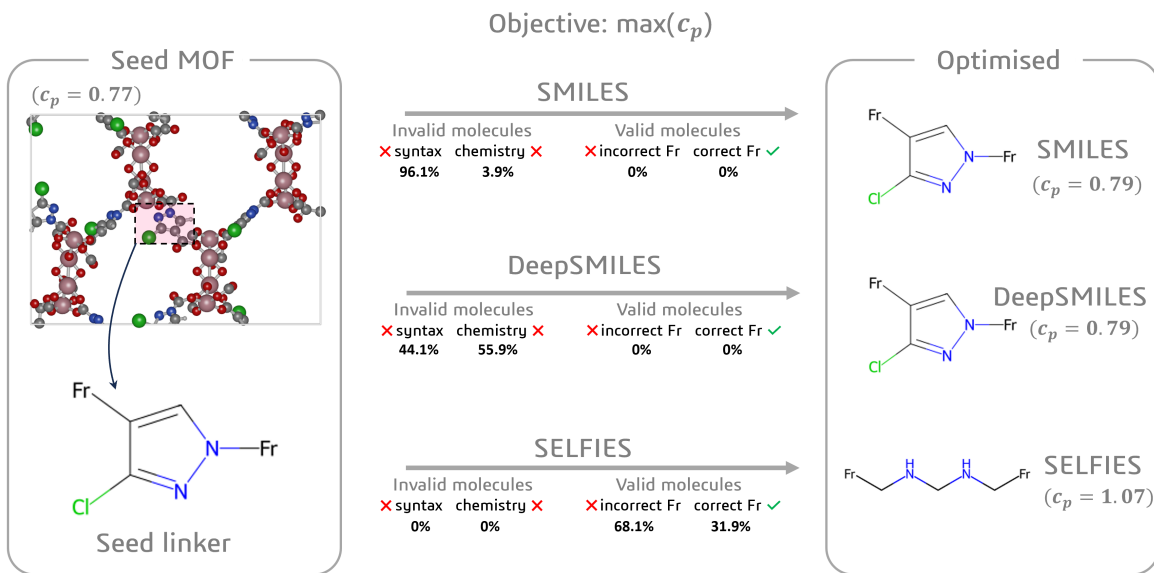 Objective: max(c_p)
Seed MOF
(c_p = 0.77)
Fr
Fr
N
N
Cl
Seed linker
SMILES
Invalid molecules Valid molecules
❌ syntax chemistry ❌ ❌ incorrect Fr correct Fr ✓
96.1% 3.9% 0% 0%
DeepSMILES
Invalid molecules Valid molecules
❌ syntax chemistry ❌ ❌ incorrect Fr correct Fr ✓
44.1% 55.9% 0% 0%
SELFIES
Invalid molecules Valid molecules
❌ syntax chemistry ❌ ❌ incorrect Fr correct Fr ✓
0% 0% 68.1% 31.9%
Optimised
Fr
N Fr
N
Cl
SMILES
(c_p = 0.79)
Fr
N Fr
N
Cl
DeepSMILES
(c_p = 0.79)
Fr H N H N Fr
SELFIES
(c_p = 1.07)